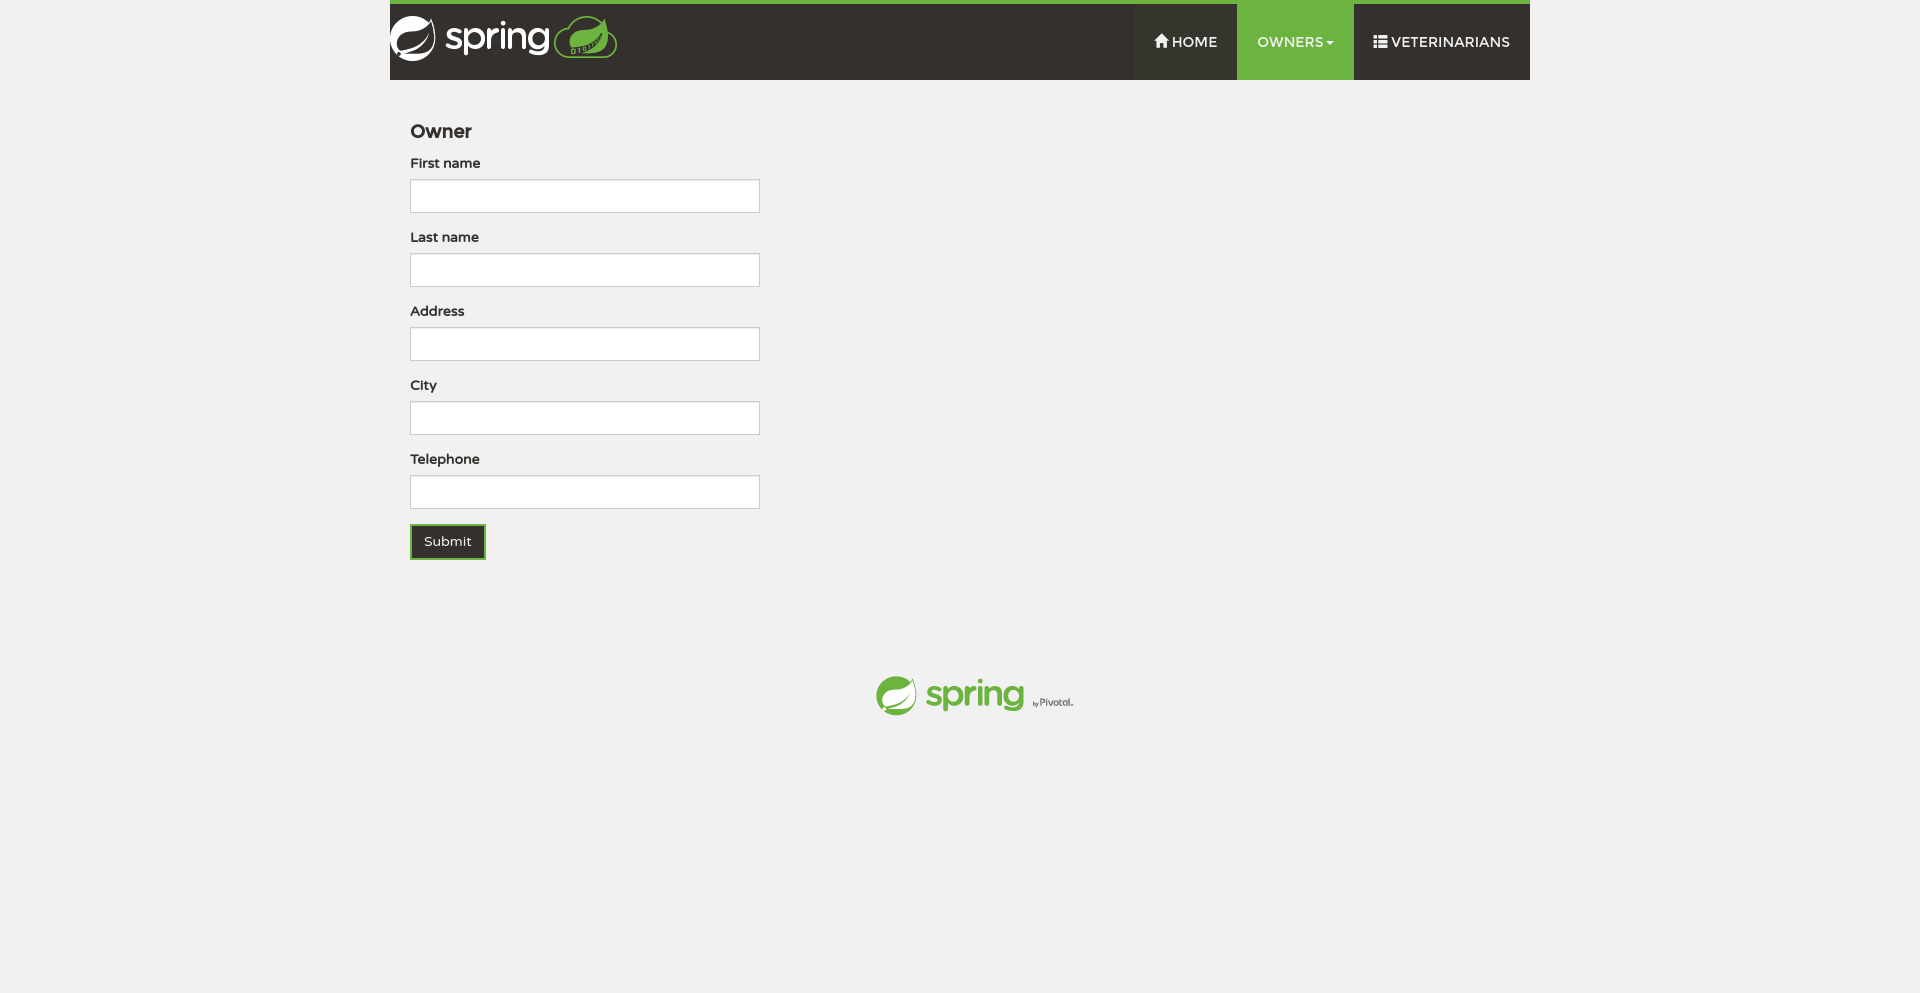 spring
HOME
OWNERS
VETERINARIANS
Owner
First name
Last name
Address
City
Telephone
Submit
spring by Pivotal